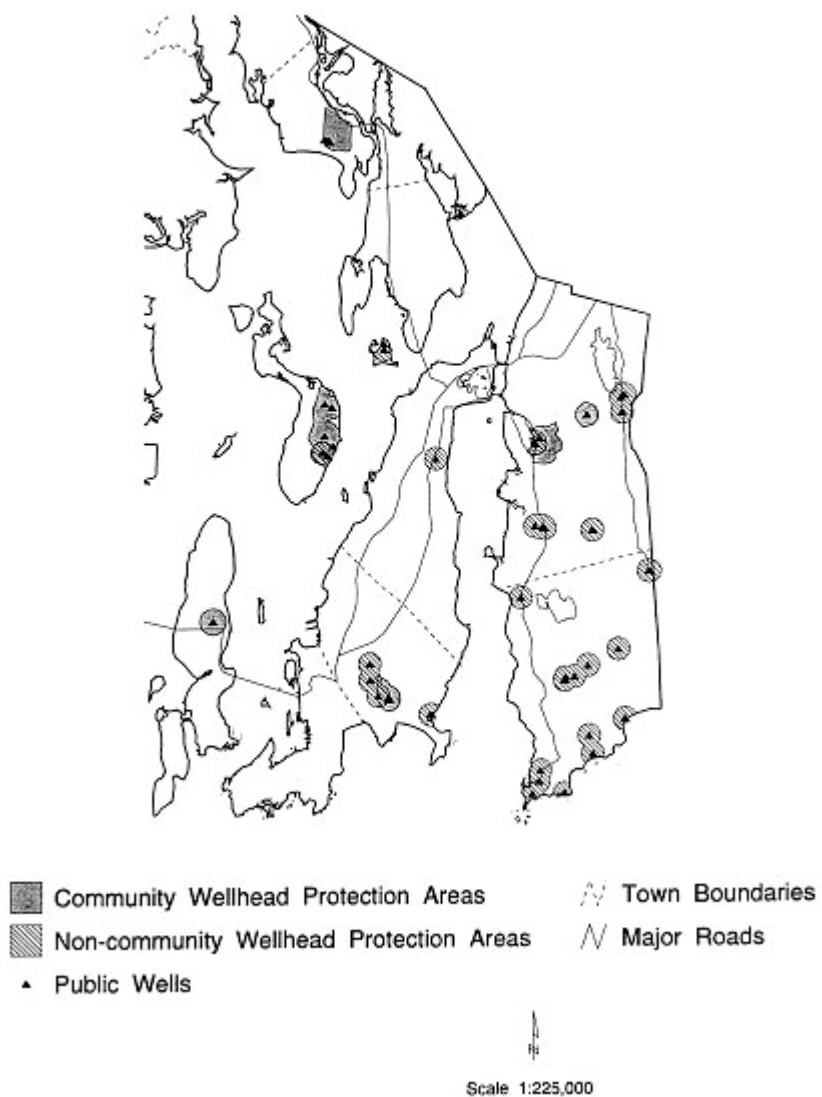 Community Wellhead Protection Areas
Non-community Wellhead Protection Areas
Public Wells
Town Boundaries
Major Roads
Scale 1:225,000